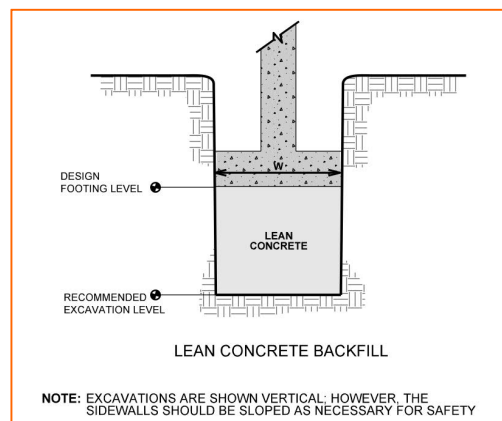 DESIGN
FOOTING LEVEL
W
LEAN
CONCRETE
RECOMMENDED
EXCAVATION LEVEL
LEAN CONCRETE BACKFILL
NOTE: EXCAVATIONS ARE SHOWN VERTICAL; HOWEVER, THE
SIDEWALLS SHOULD BE SLOPED AS NECESSARY FOR SAFETY